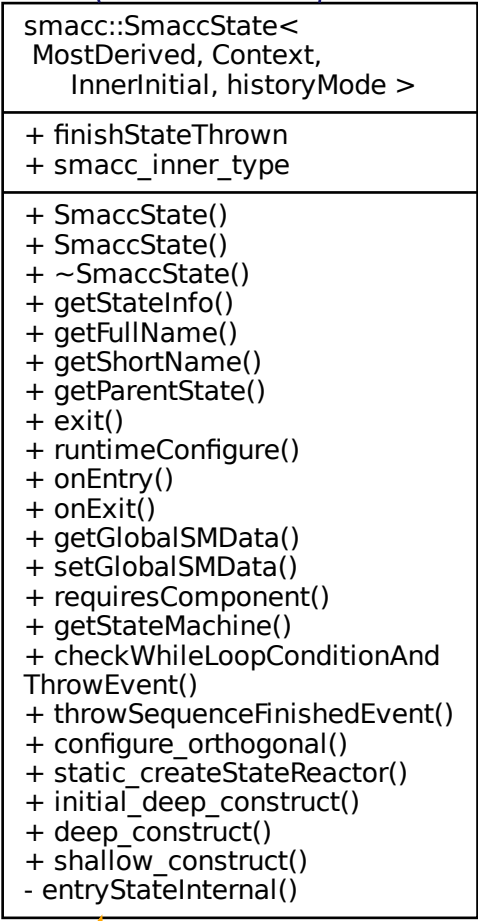 smacc::SmaccState<
MostDerived, Context,
InnerInitial, historyMode >
+ finishStateThrown
+ smacc_inner_type
+ SmaccState()
+ SmaccState()
+ ~SmaccState()
+ getStateInfo()
+ getFullName()
+ getShortName()
+ getParentState()
+ exit()
+ runtimeConfigure()
+ onEntry()
+ onExit()
+ getGlobalSMData()
+ setGlobalSMData()
+ requiresComponent()
+ getStateMachine()
+ checkWhileLoopConditionAnd
ThrowEvent()
+ throwSequenceFinishedEvent()
+ configure_orthogonal()
+ static_createStateReactor()
+ initial_deep_construct()
+ deep_construct()
+ shallow_construct()
- entryStateInternal()